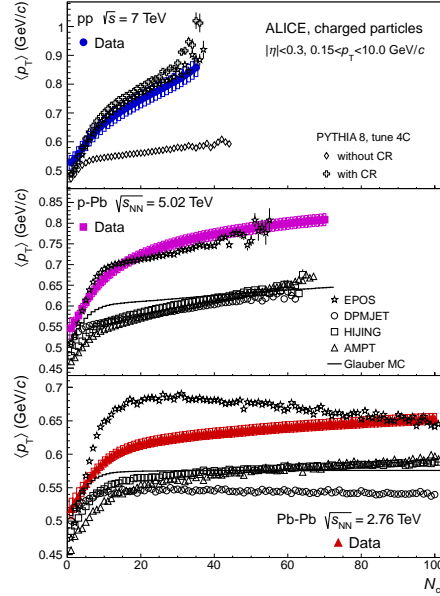 pp √s = 7 TeV
Data
ALICE, charged particles
|η|<0.3, 0.15<p_T<10.0 GeV/c
PYTHIA 8, tune 4C
without CR
with CR
⟨p_T⟩ (GeV/c)
1
0.9
0.8
0.7
0.6
0.5
p-Pb √s_NN = 5.02 TeV
Data
EPOS
DPMJET
HIJING
AMPT
Glauber MC
⟨p_T⟩ (GeV/c)
0.85
0.8
0.75
0.7
0.65
0.6
0.55
0.5
0.45
⟨p_T⟩ (GeV/c)
0.7
0.65
0.6
0.55
0.5
0.45
Pb-Pb √s_NN = 2.76 TeV
Data
0 20 40 60 80 100